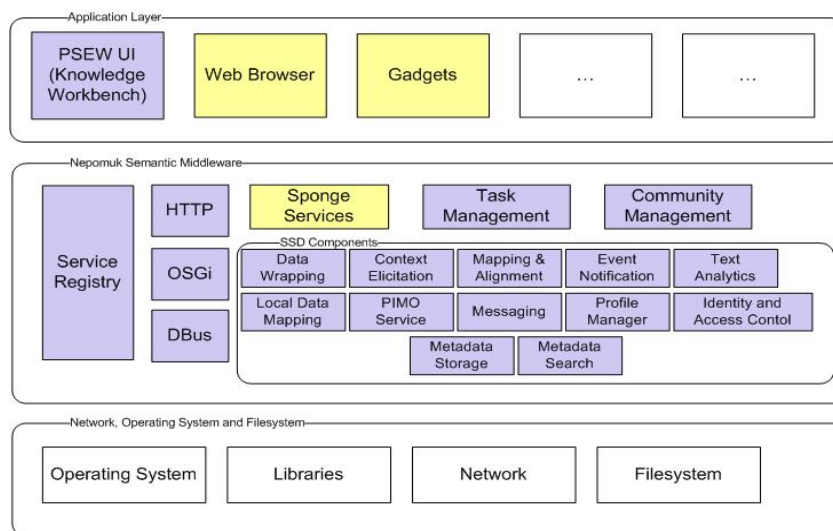 Application Layer
PSEW UI
(Knowledge
Workbench)
Web Browser
Gadgets
...
...
Nepomuk Semantic Middleware
Service
Registry
HTTP
OSGi
DBus
Sponge
Services
Task
Management
Community
Management
SSD Components
Data
Wrapping
Context
Elicitation
Mapping &
Alignment
Event
Notification
Text
Analytics
Local Data
Mapping
PIMO
Service
Messaging
Profile
Manager
Identity and
Access Contol
Metadata
Storage
Metadata
Search
Network, Operating System and Filesystem
Operating System
Libraries
Network
Filesystem